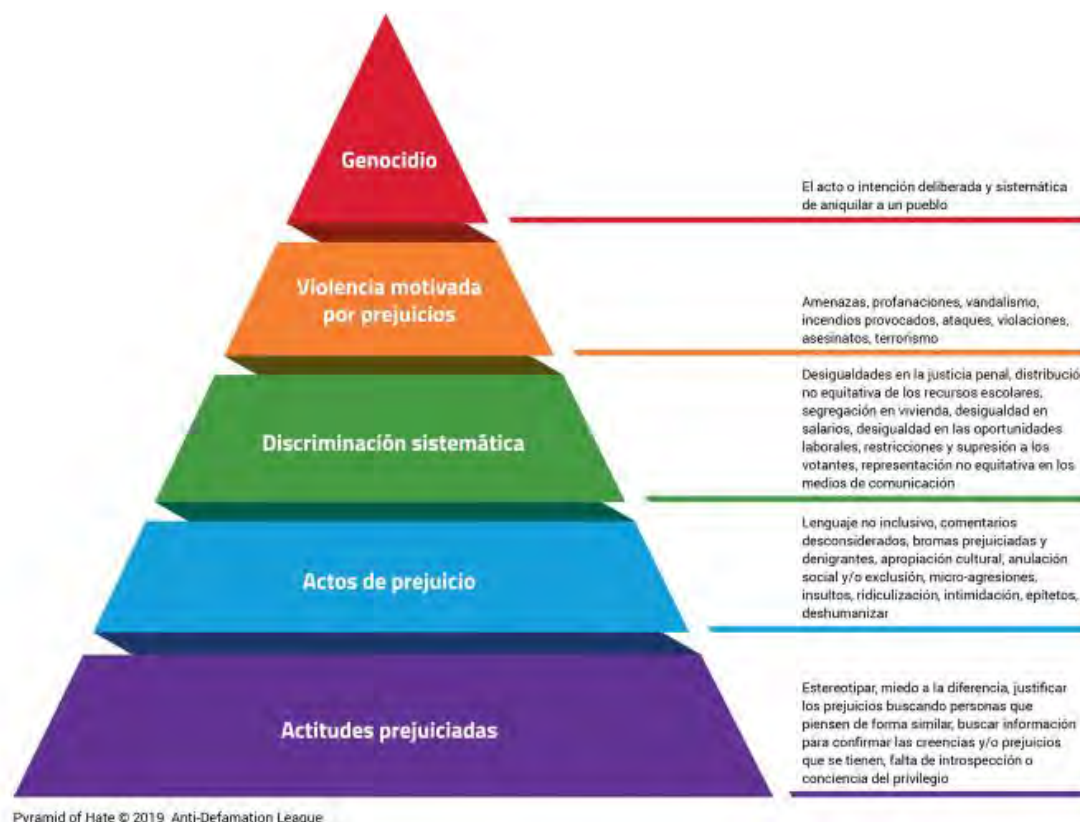 Genocidio
El acto o intención deliberada y sistemática
de aniquilar a un pueblo
Violencia motivada
por prejuicios
Amenazas, profanaciones, vandalismo,
incendios provocados, ataques, violaciones,
asesinatos, terrorismo
Discriminación sistemática
Desigualdades en la justicia penal, distribució
no equitativa de los recursos escolares,
segregación en vivienda, desigualdad en
salarios, desigualdad en las oportunidades
laborales, restricciones y supresión a los
votantes, representación no equitativa en los
medios de comunicación
Actos de prejuicio
Lenguaje no inclusivo, comentarios
desconsiderados, bromas prejuiciadas y
denigrantes, apropiación cultural, anulación
social y/o exclusión, micro-agresiones,
insultos, ridiculización, intimidación, epítetos,
deshumanizar
Actitudes prejuiciadas
Estereotipar, miedo a la diferencia, justificar
los prejuicios buscando personas que
piensen de forma similar, buscar información
para confirmar las creencias y/o prejuicios
que se tienen, falta de introspección o
conciencia del privilegio
Pyramid of Hate © 2019 Anti-Defamation League